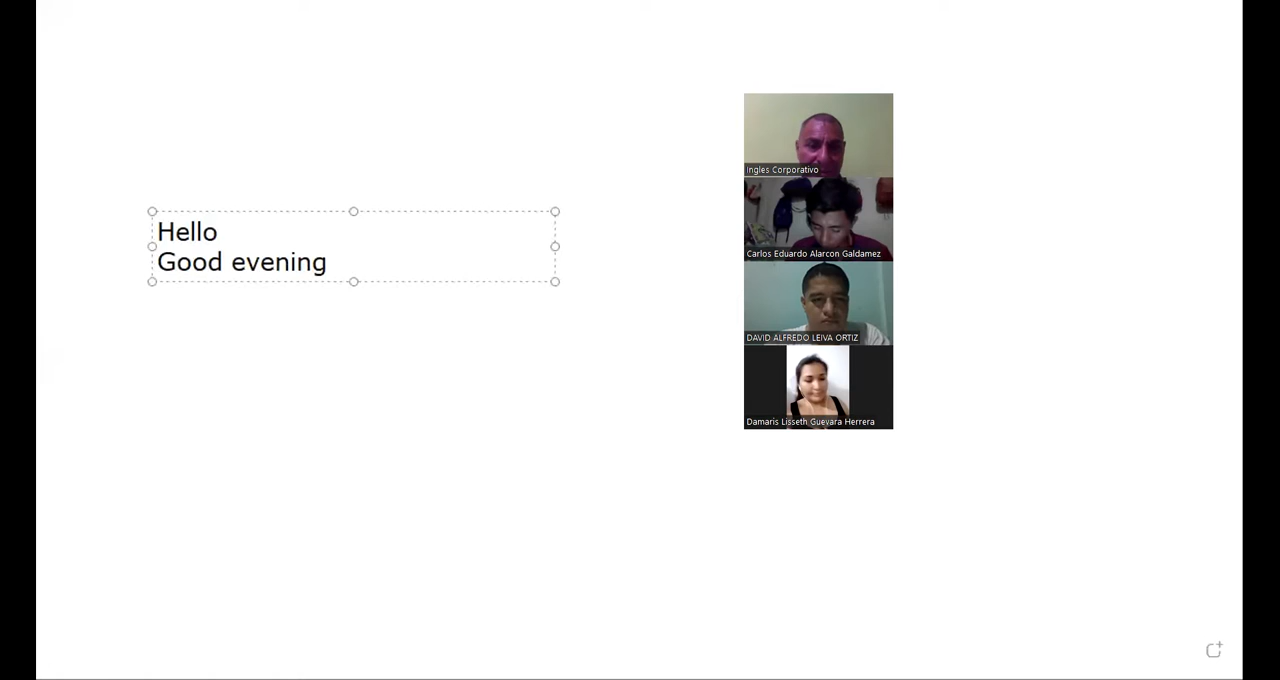 Hello
Good evening
Ingles Corporativo
Carlos Eduardo Alarcon Galdamez
DAVID ALFREDO LEIVA ORTIZ
Damaris Lisseth Guevara Herrera